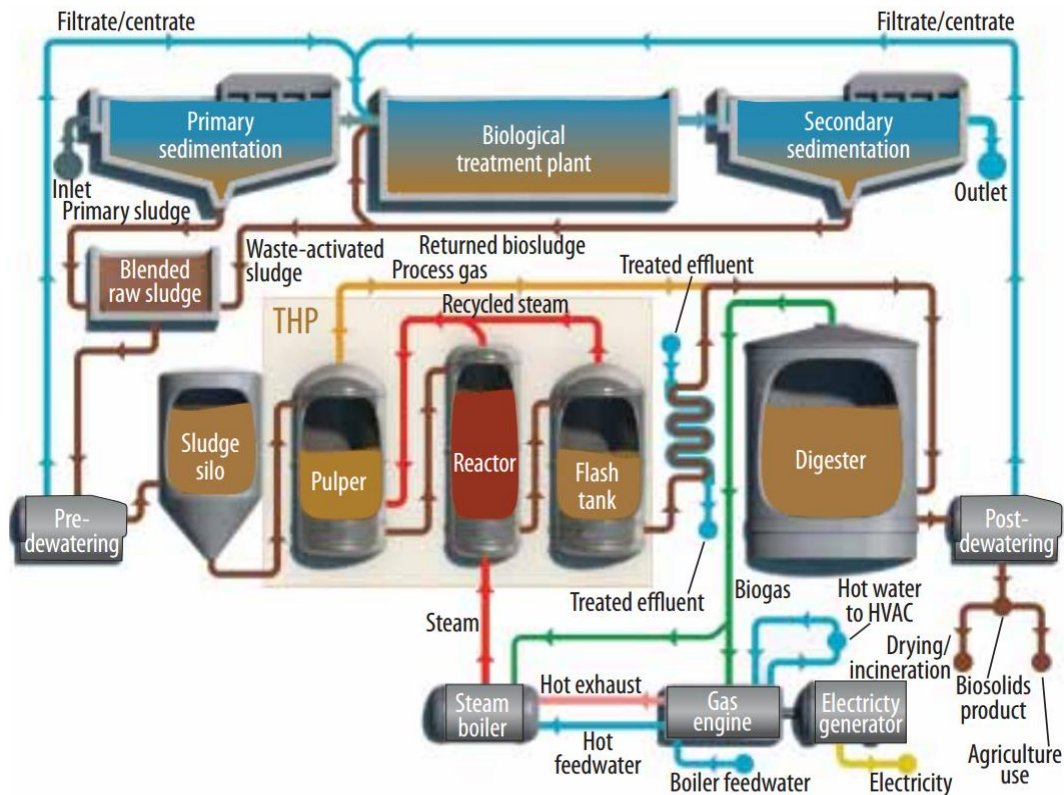 Filtrate/centrate
Filtrate/centrate
Primary
sedimentation
Biological
treatment plant
Secondary
sedimentation
Inlet
Outlet
Primary sludge
Waste-activated
sludge
Returned biosludge
Blended
raw sludge
Process gas
Treated effluent
Recycled steam
THP
Sludge
silo
Pulper
Reactor
Flash
tank
Digester
Pre-
dewatering
Post-
dewatering
Treated effluent
Biogas
Hot water
to HVAC
Steam
Drying/
incineration
Biosolids
product
Agriculture
use
Steam
boiler
Hot exhaust
Hot
feedwater
Gas
engine
Electricty
generator
Boiler feedwater
Electricity